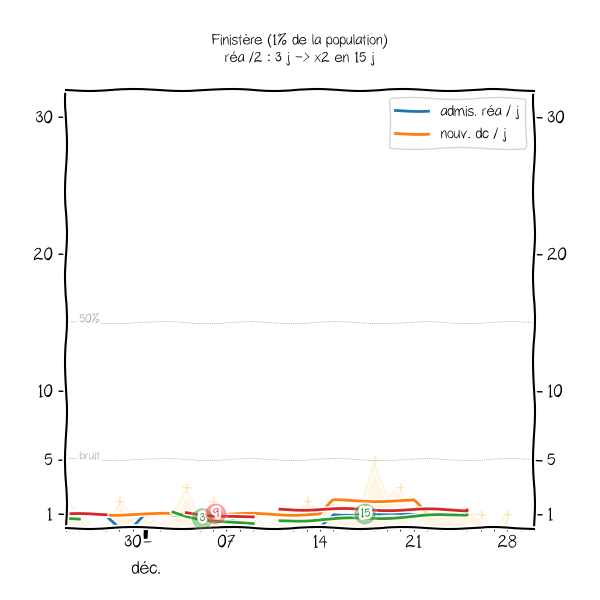 Finistère (1% de la population)
réa /2 : 3 j -> x2 en 15 j
admis. réa / j
nouv. dc / j
30 30
20 20
50%
10 10
5 5
bruit
1 1
3 9 15
30 07 14 21 28
déc.